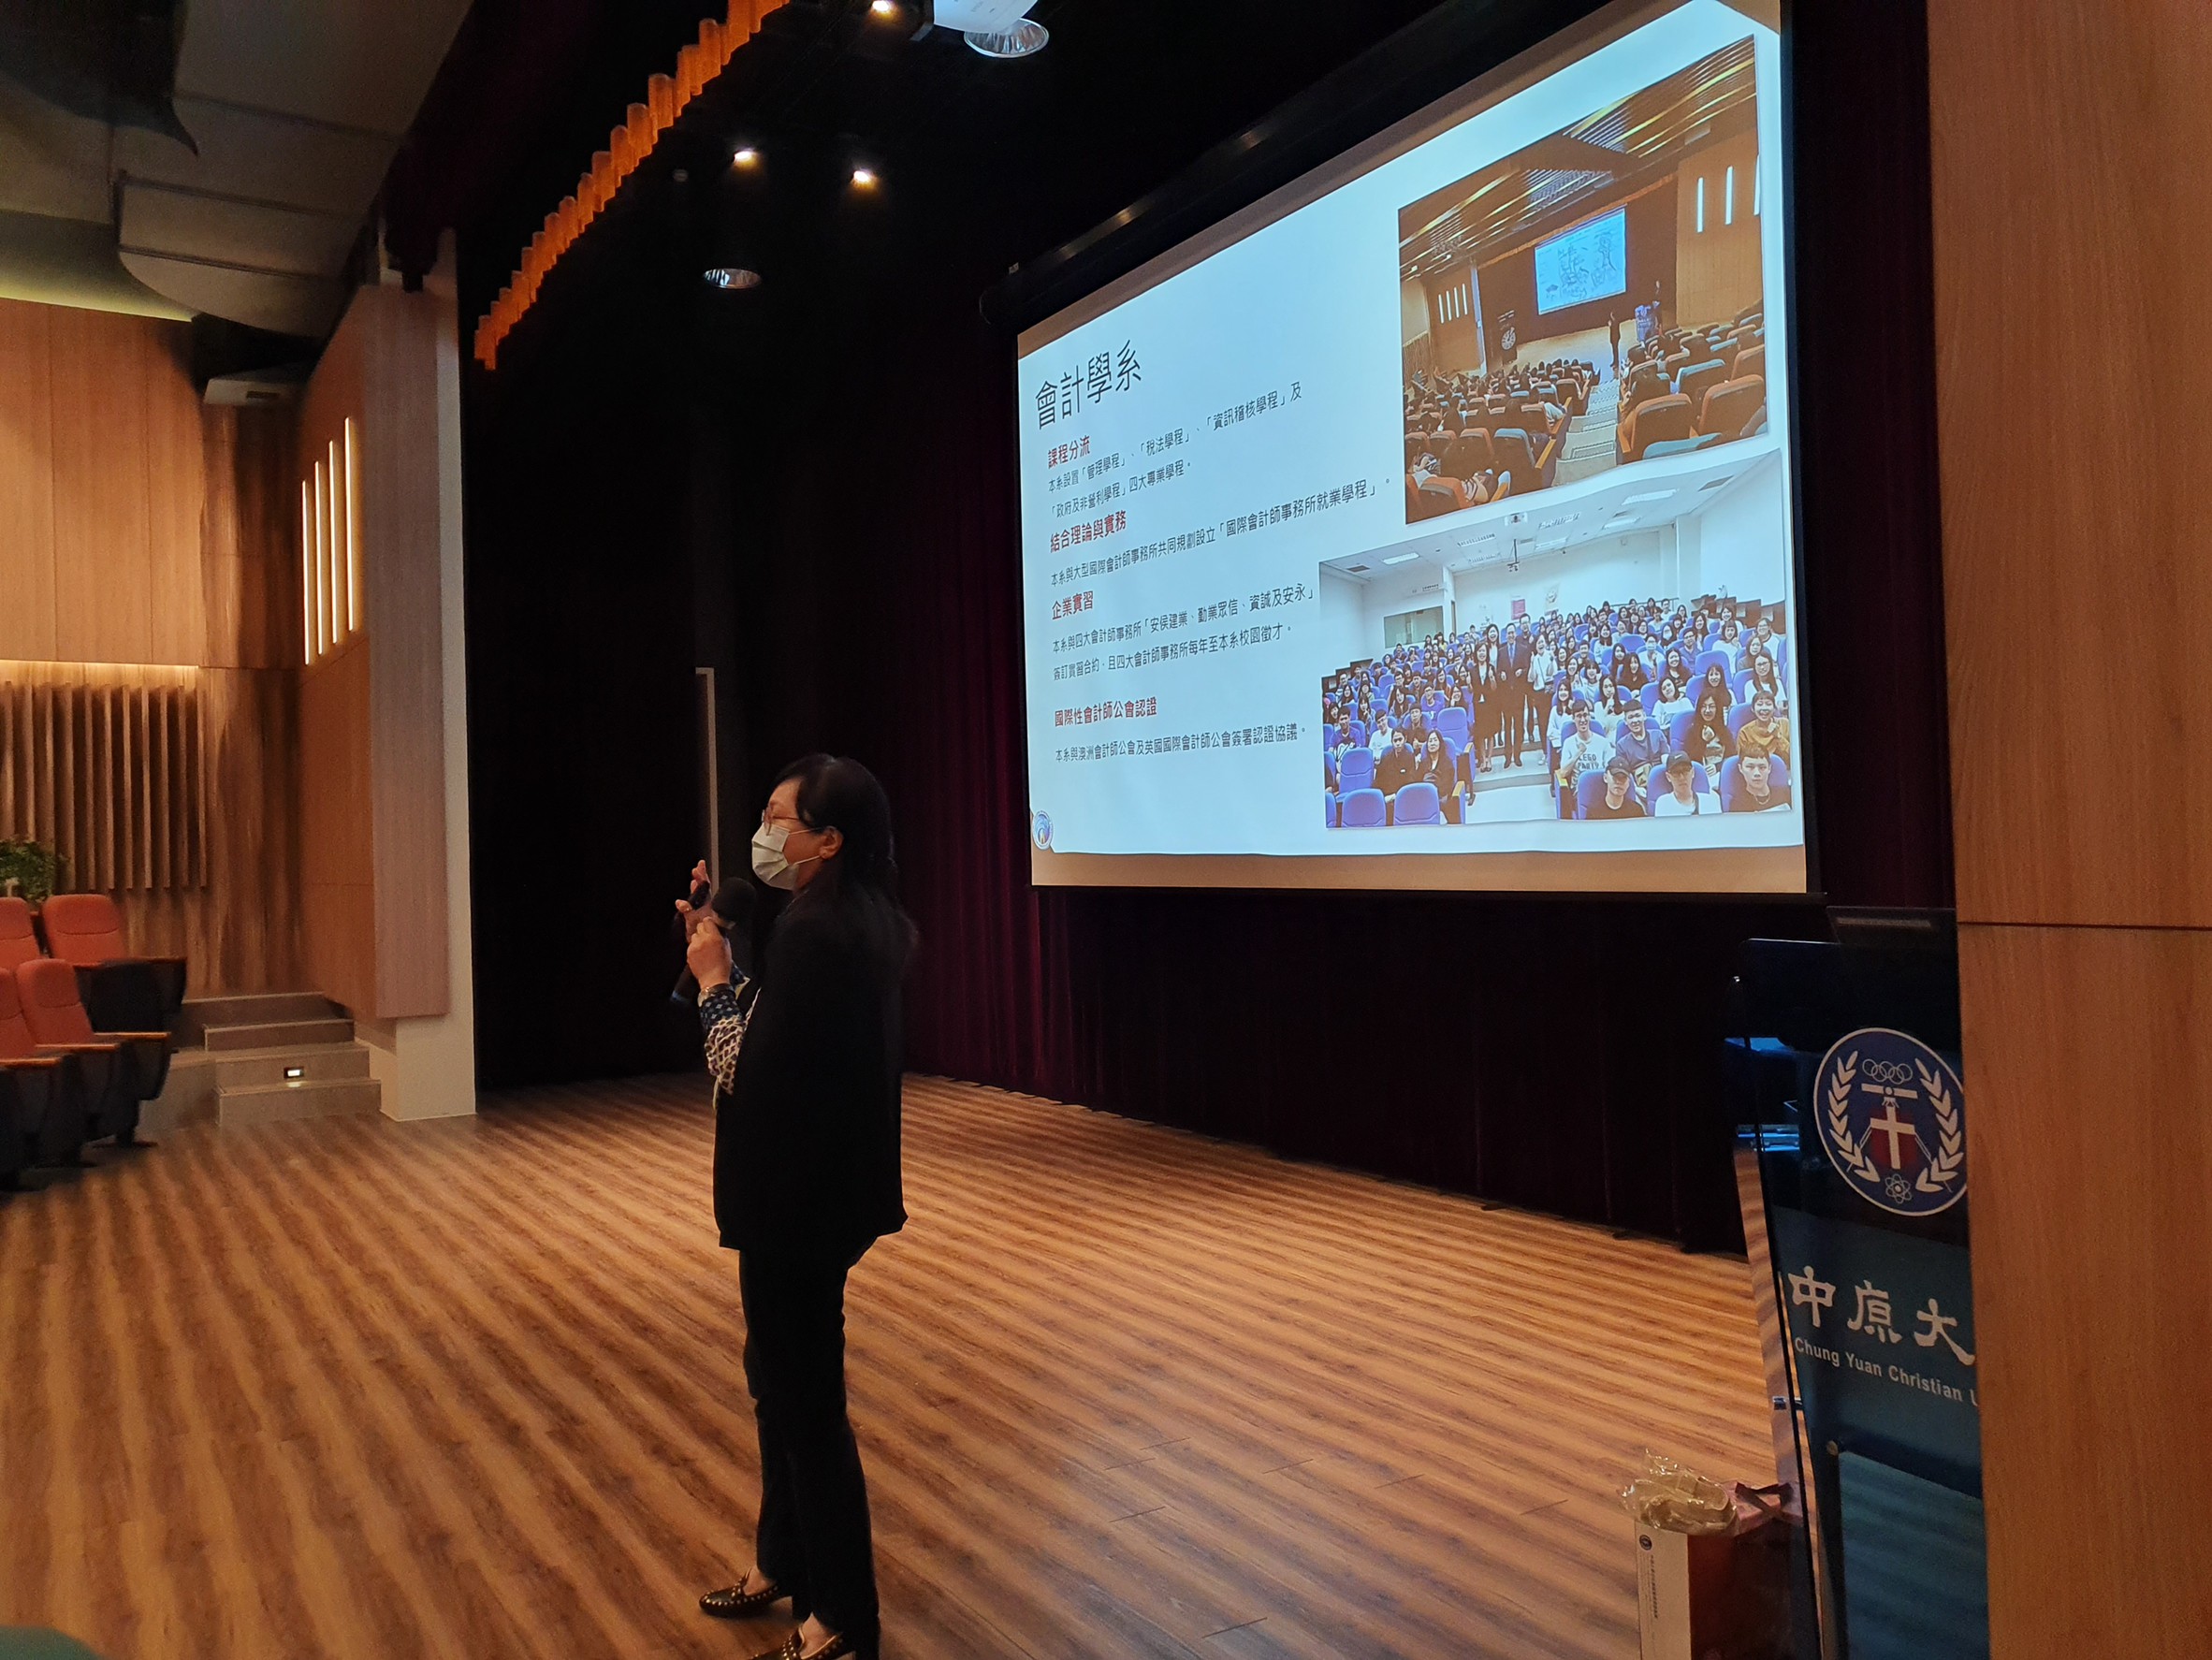 會計學系
課程分流
本系設置「管理學程」、「稅法學程」、「資訊稽核學程」及
「政府及非營利學程」四大專業學程。
結合理論與實務
本系與大型國際會計師事務所共同規劃設立「國際會計師事務所就業學程」。
企業實習
本系與四大會計師事務所「安侯建業、勤業眾信、資誠及安永」
簽訂實習合約，且四大會計師事務所每年至本系校園徵才。
國際性會計師公會認證
本系與澳洲會計師公會及英國國際會計師公會簽署認證協議。
中原大
Chung Yuan Christian U